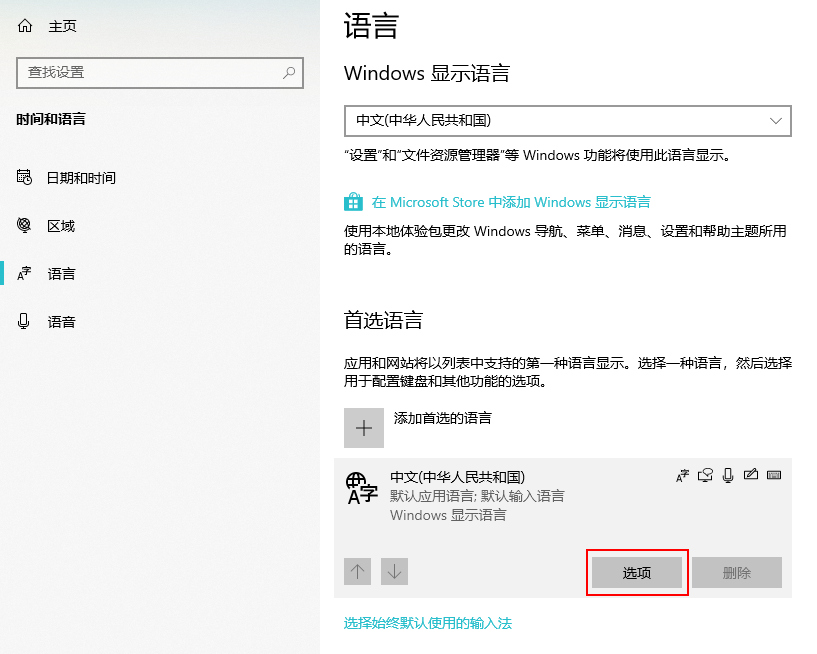 主页
查找设置
时间和语言
日期和时间
区域
语言
语音
语言
Windows 显示语言
中文(中华人民共和国)
“设置”和“文件资源管理器”等 Windows 功能将使用此语言显示。
在 Microsoft Store 中添加 Windows 显示语言
使用本地体验包更改 Windows 导航、菜单、消息、设置和帮助主题所用
的语言。
首选语言
应用和网站将以列表中支持的第一种语言显示。选择一种语言，然后选择
用于配置键盘和其他功能的选项。
添加首选的语言
中文(中华人民共和国)
默认应用语言; 默认输入语言
Windows 显示语言
选项
删除
选择始终默认使用的输入法